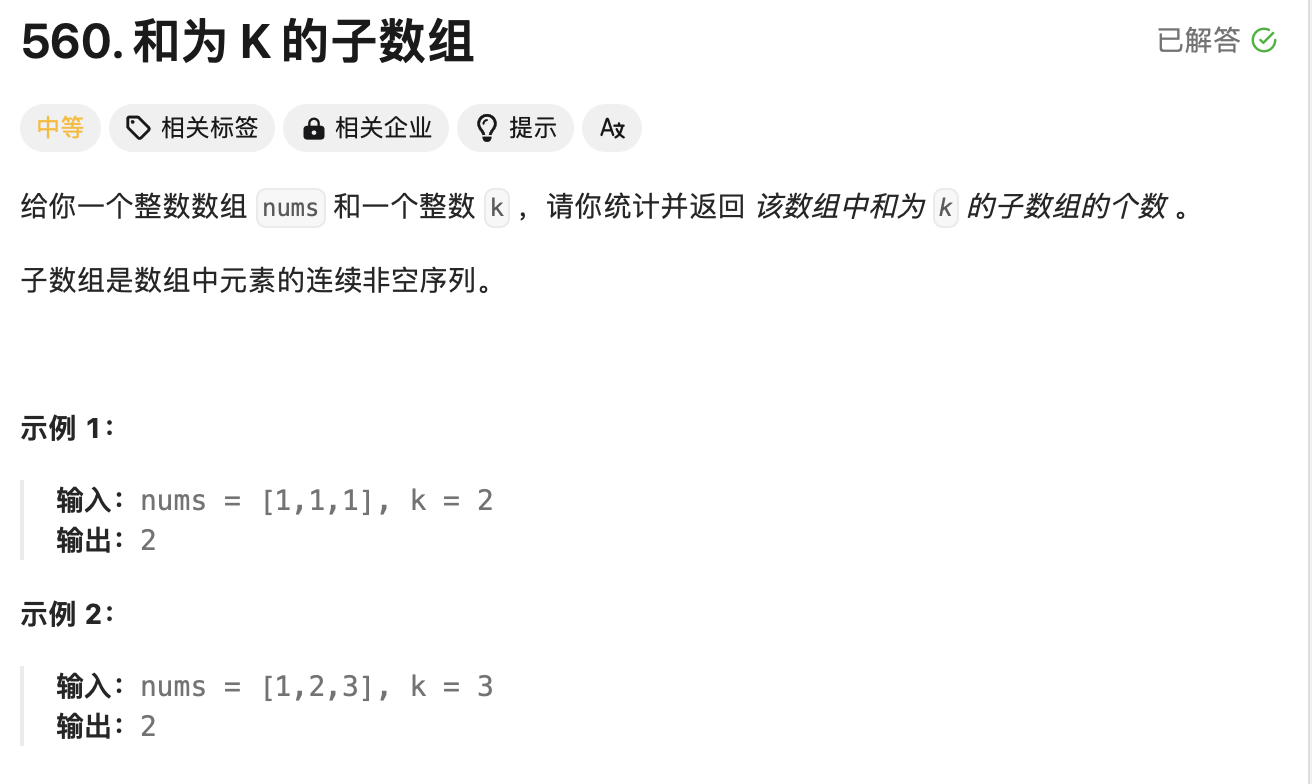 560. 和为 K 的子数组
已解答
中等 相关标签 相关企业 提示 A文
给你一个整数数组 nums 和一个整数 k ，请你统计并返回 该数组中和为 k 的子数组的个数 。
子数组是数组中元素的连续非空序列。
示例 1：
输入：nums = [1,1,1], k = 2
输出：2
示例 2：
输入：nums = [1,2,3], k = 3
输出：2